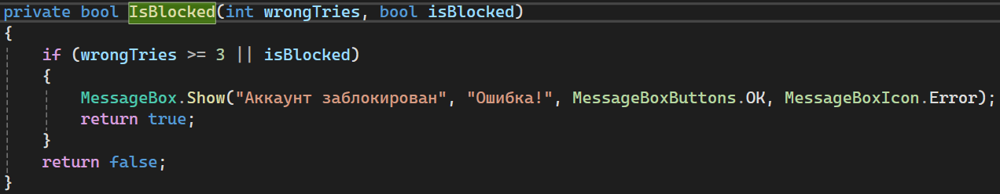 private bool IsBlocked(int wrongTries, bool isBlocked)
{
if (wrongTries >= 3 || isBlocked)
{
MessageBox.Show("Аккаунт заблокирован", "Ошибка!", MessageBoxButtons.OK, MessageBoxIcon.Error);
return true;
}
return false;
}